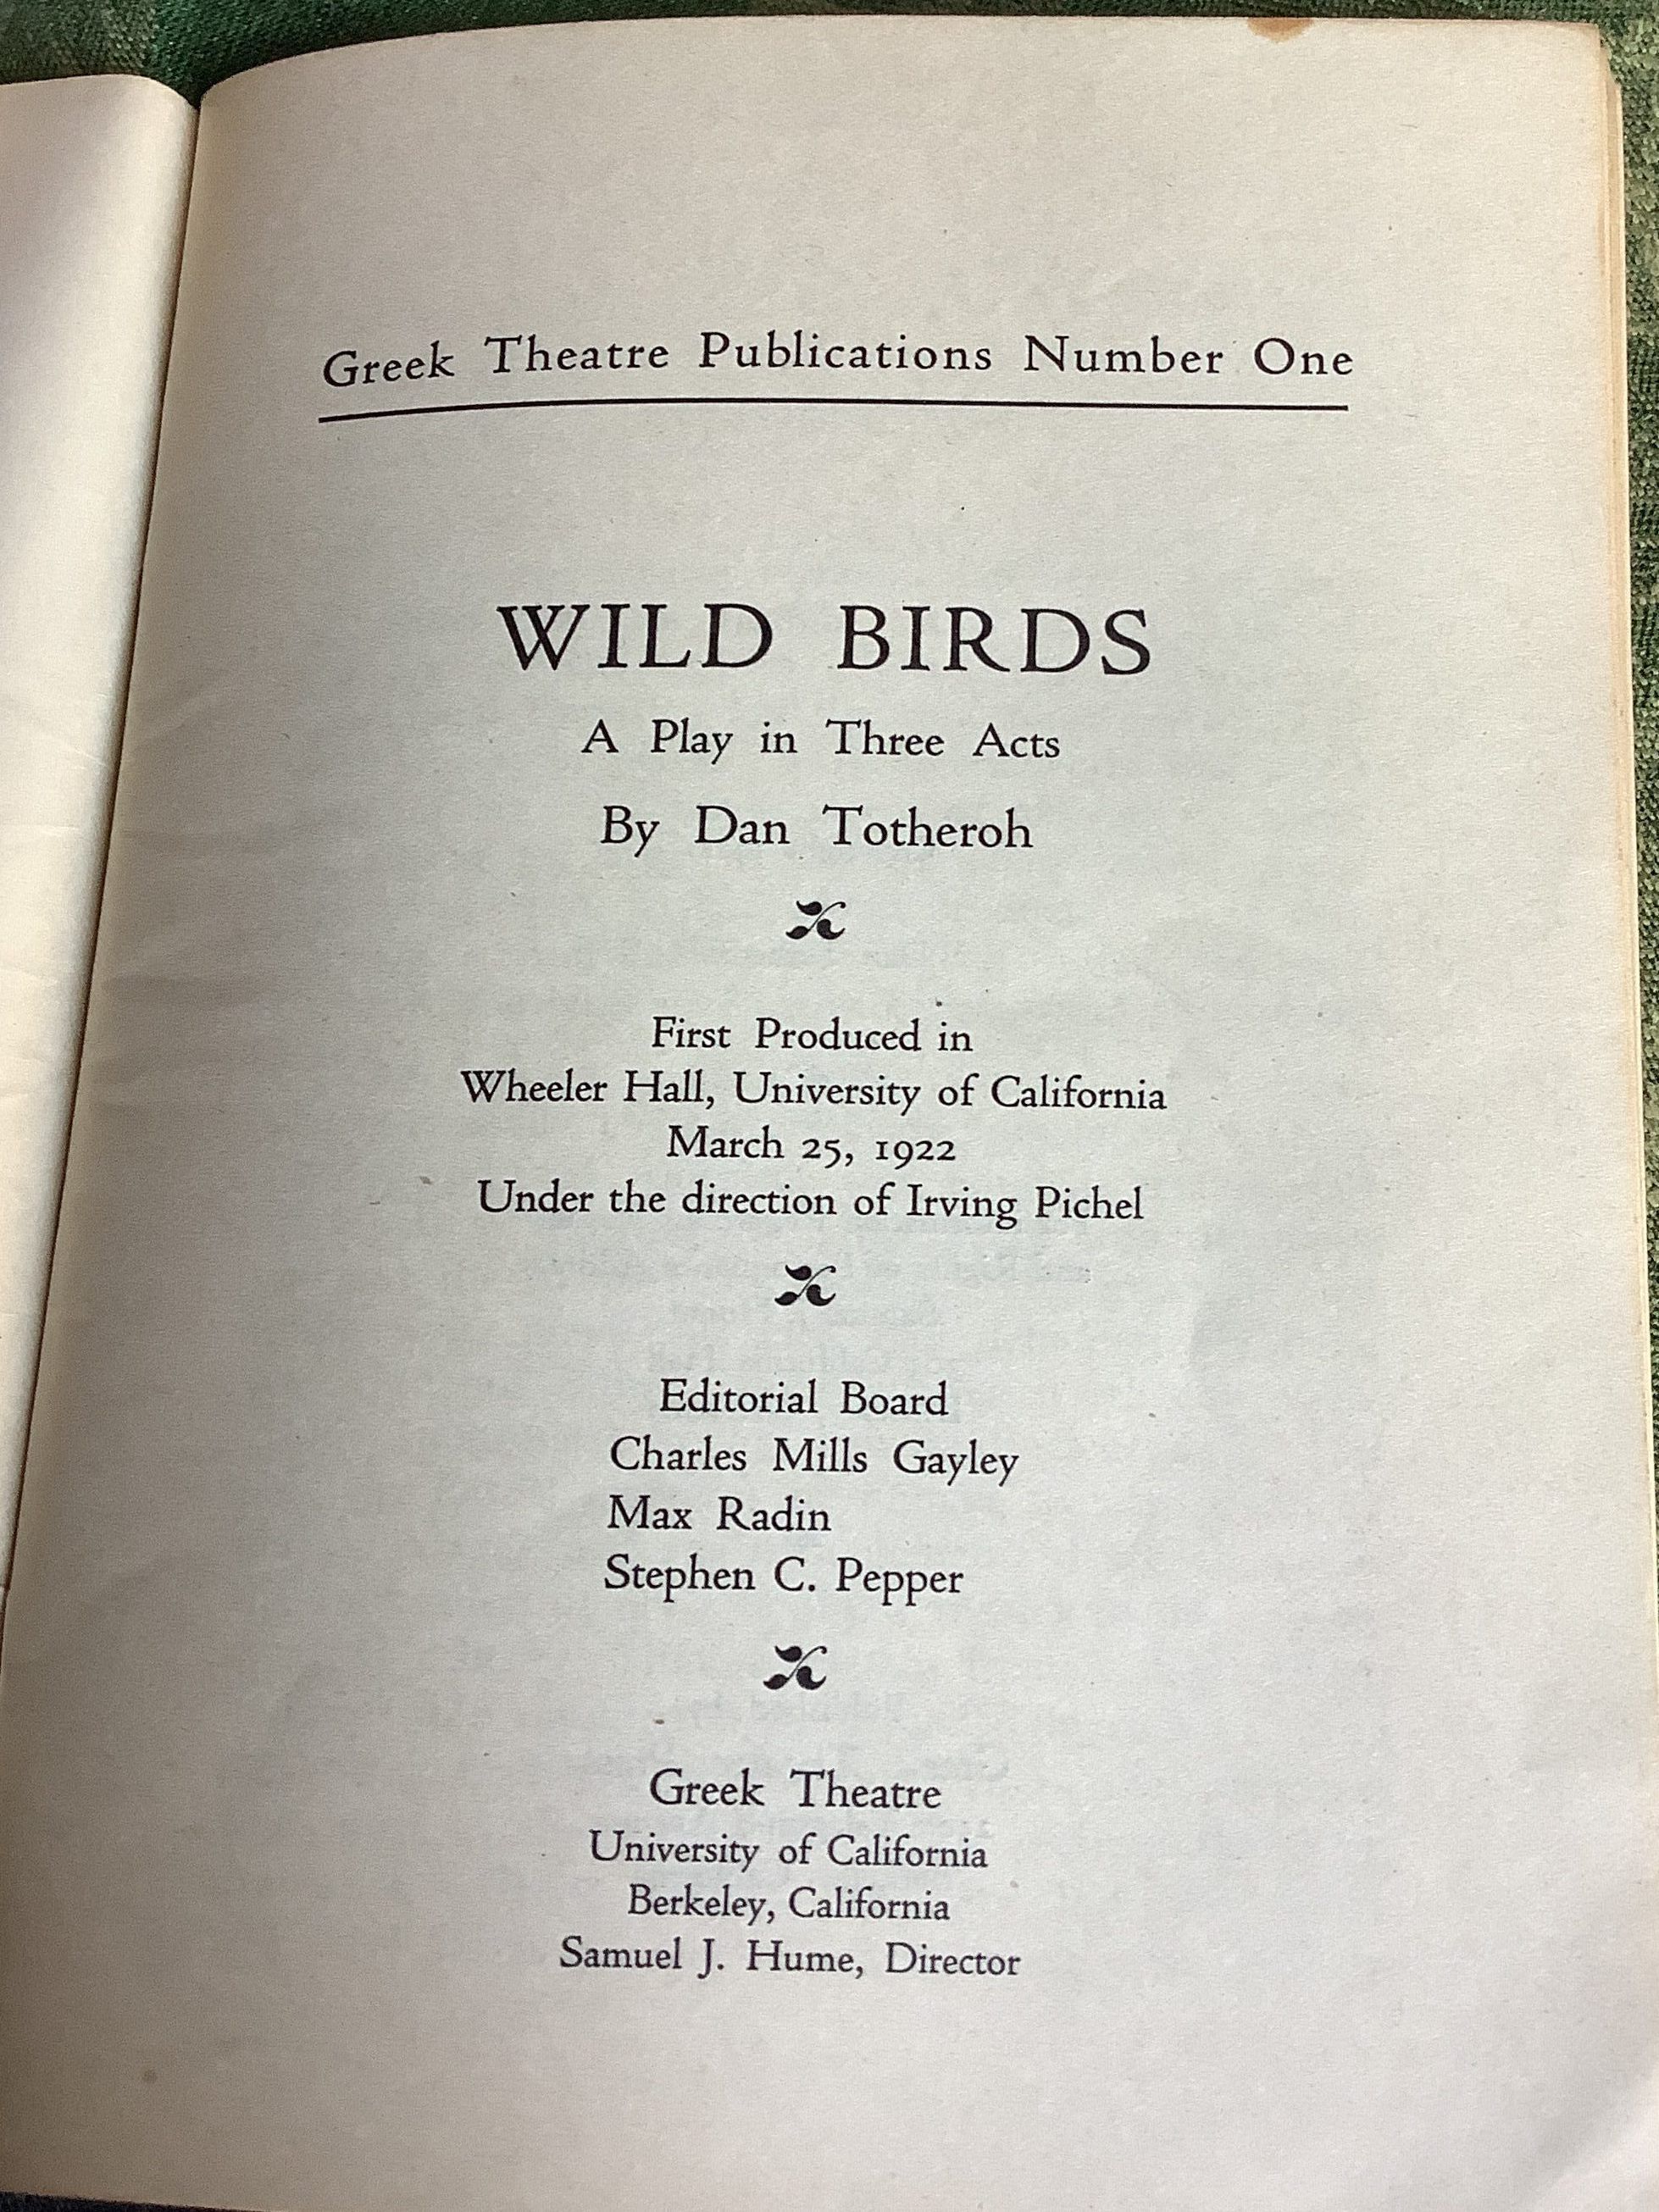 Greek Theatre Publications Number One
WILD BIRDS
A Play in Three Acts
By Dan Totheroh
First Produced in
Wheeler Hall, University of California
March 25, 1922
Under the direction of Irving Pichel
Editorial Board
Charles Mills Gayley
Max Radin
Stephen C. Pepper
Greek Theatre
University of California
Berkeley, California
Samuel J. Hume, Director